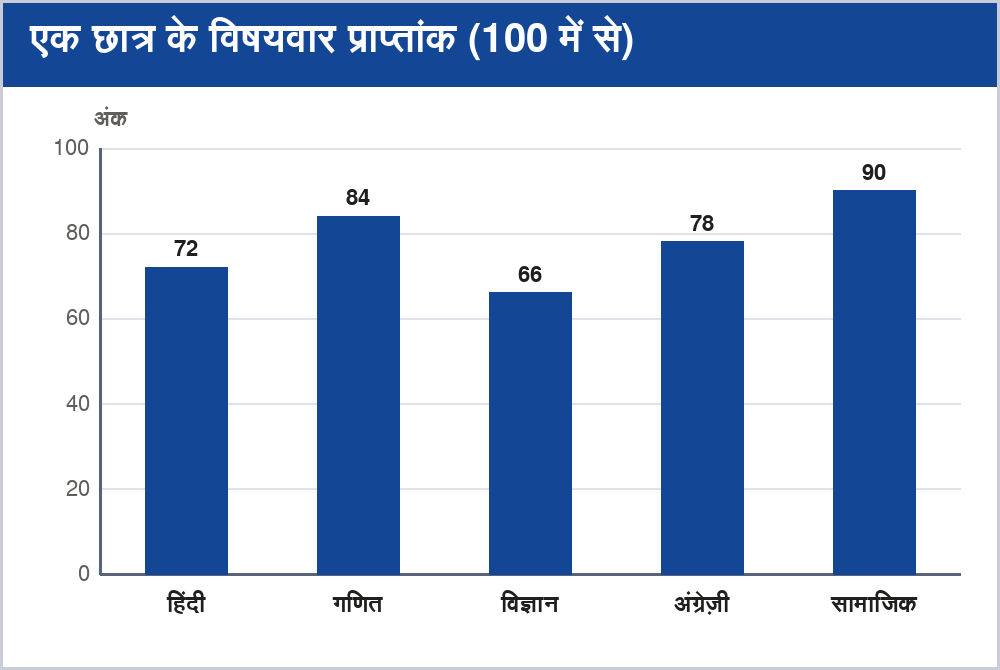 एक छात्र के विषयवार प्राप्तांक (100 में से)
अंक
100
80
60
40
20
0
72
84
66
78
90
हिंदी
गणित
विज्ञान
अंग्रेज़ी
सामाजिक